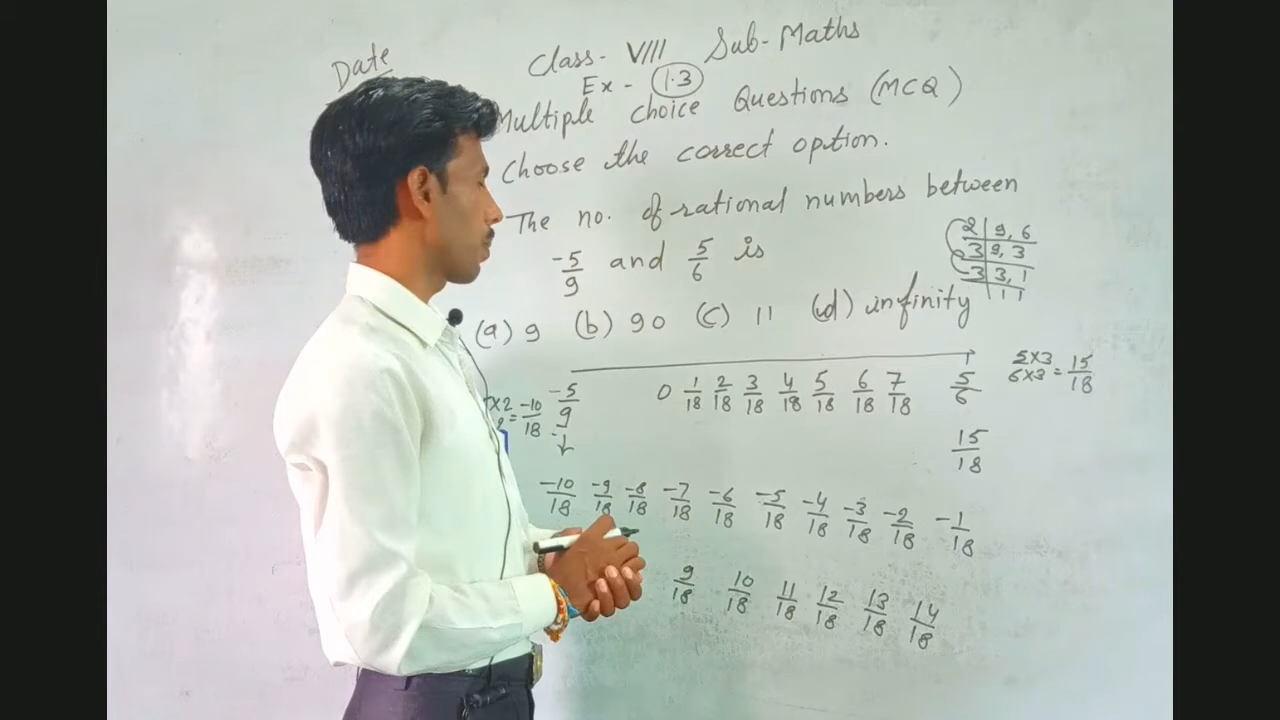 Date
Class- VIII Sub- Maths
Ex - 1.3
Multiple choice Questions (MCQ)
Choose the correct option.
The no. of rational numbers between
-5/9 and 5/6 is
2 | 9, 6
3 | 9, 3
3 | 3, 1
| 1 1
(a) 9 (b) 90 (c) 11 (d) infinity
5×3/6×3 = 15/18
×2 = -10/18
-5/9 0 1/18 2/18 3/18 4/18 5/18 6/18 7/18 5/6
15/18
-10/18 -9/18 -8/18 -7/18 -6/18 -5/18 -4/18 -3/18 -2/18 -1/18
9/18 10/18 11/18 12/18 13/18 14/18